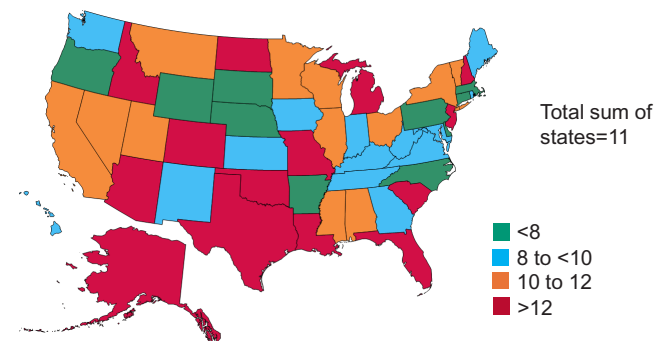 Total sum of
states=11
<8
8 to <10
10 to 12
>12